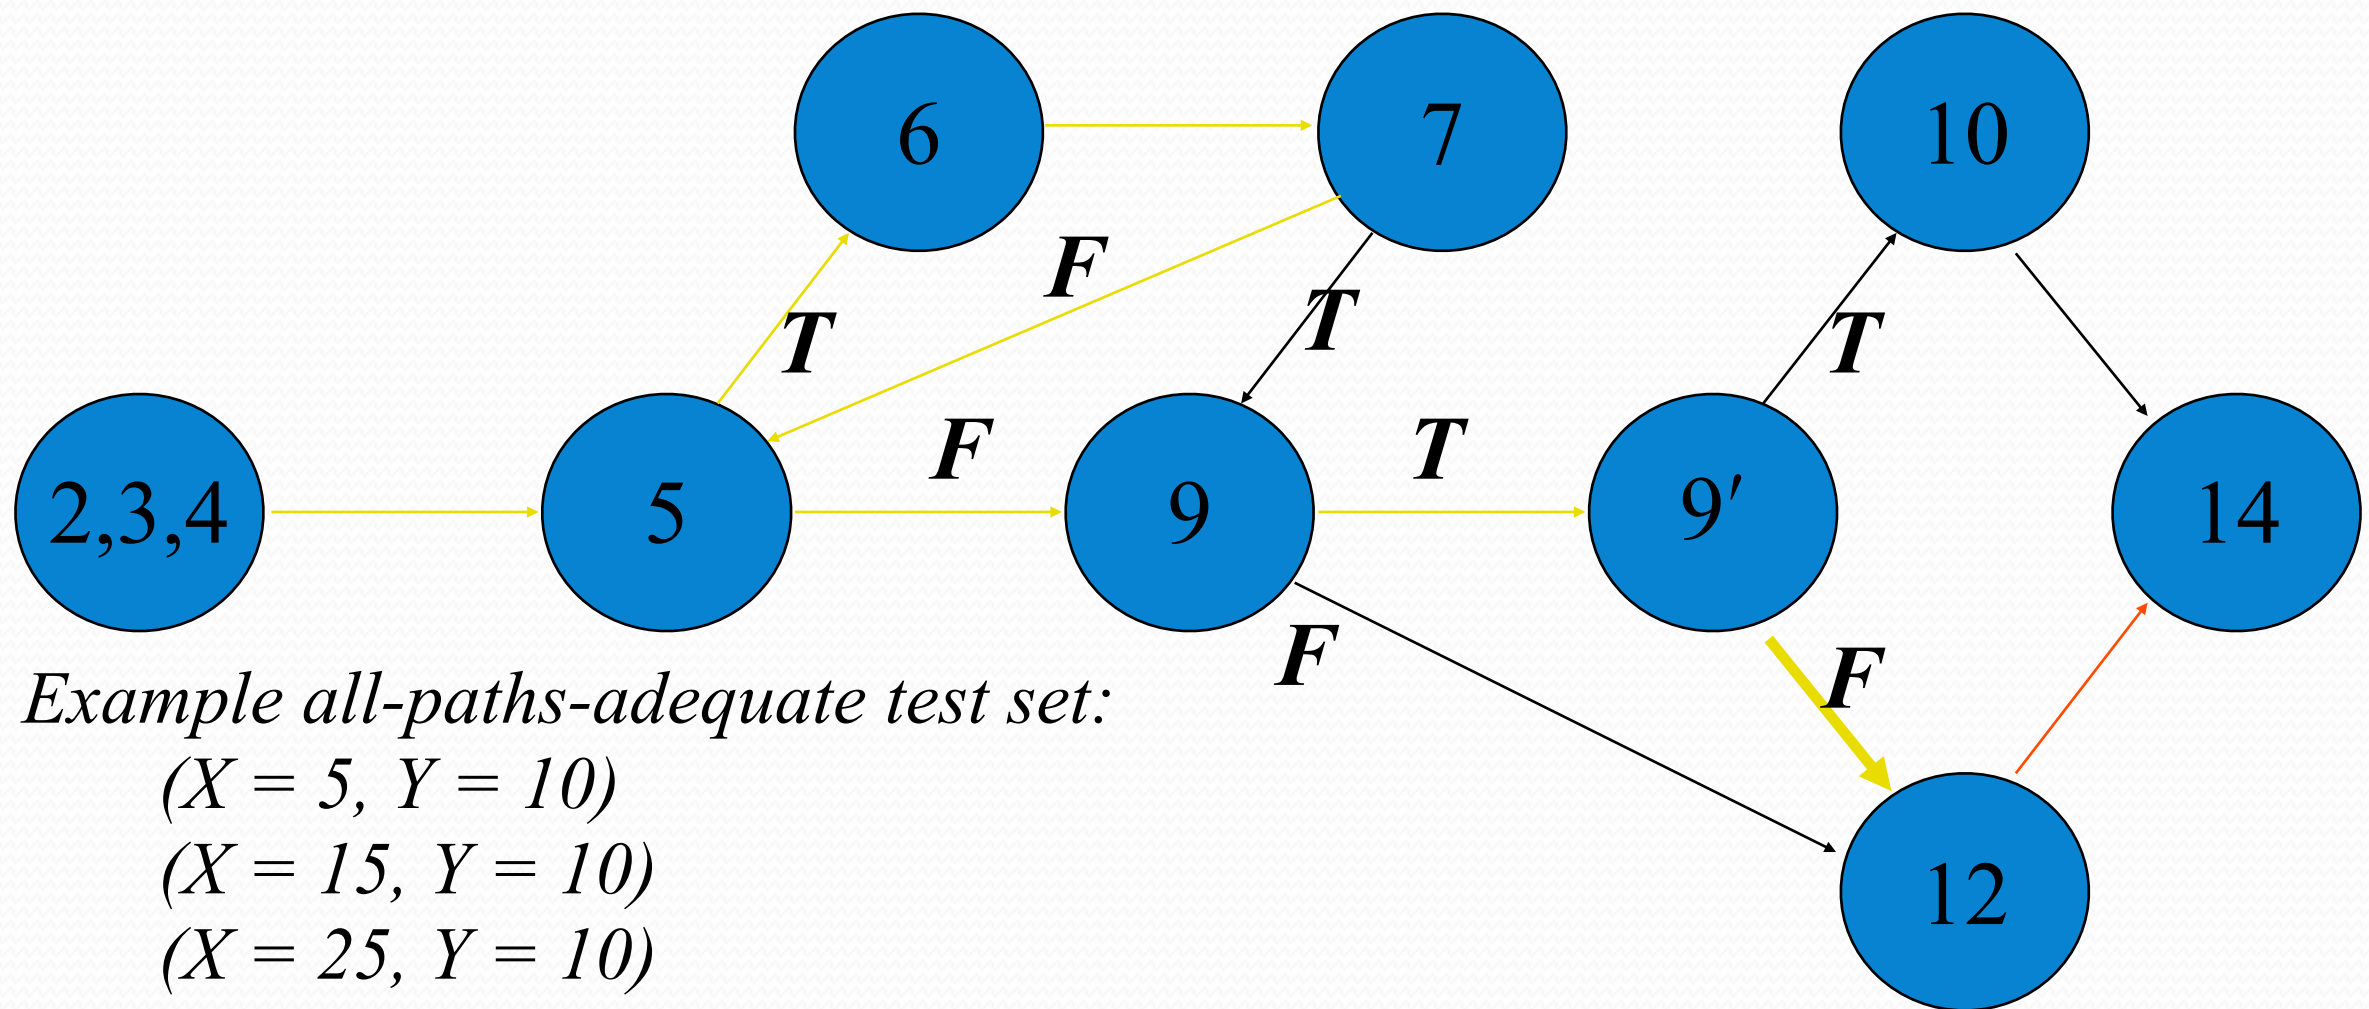 6 7 10
F
T T T
F T
2,3,4 5 9 9′ 14
F F
Example all-paths-adequate test set:
(X = 5, Y = 10)
(X = 15, Y = 10)
(X = 25, Y = 10)
12